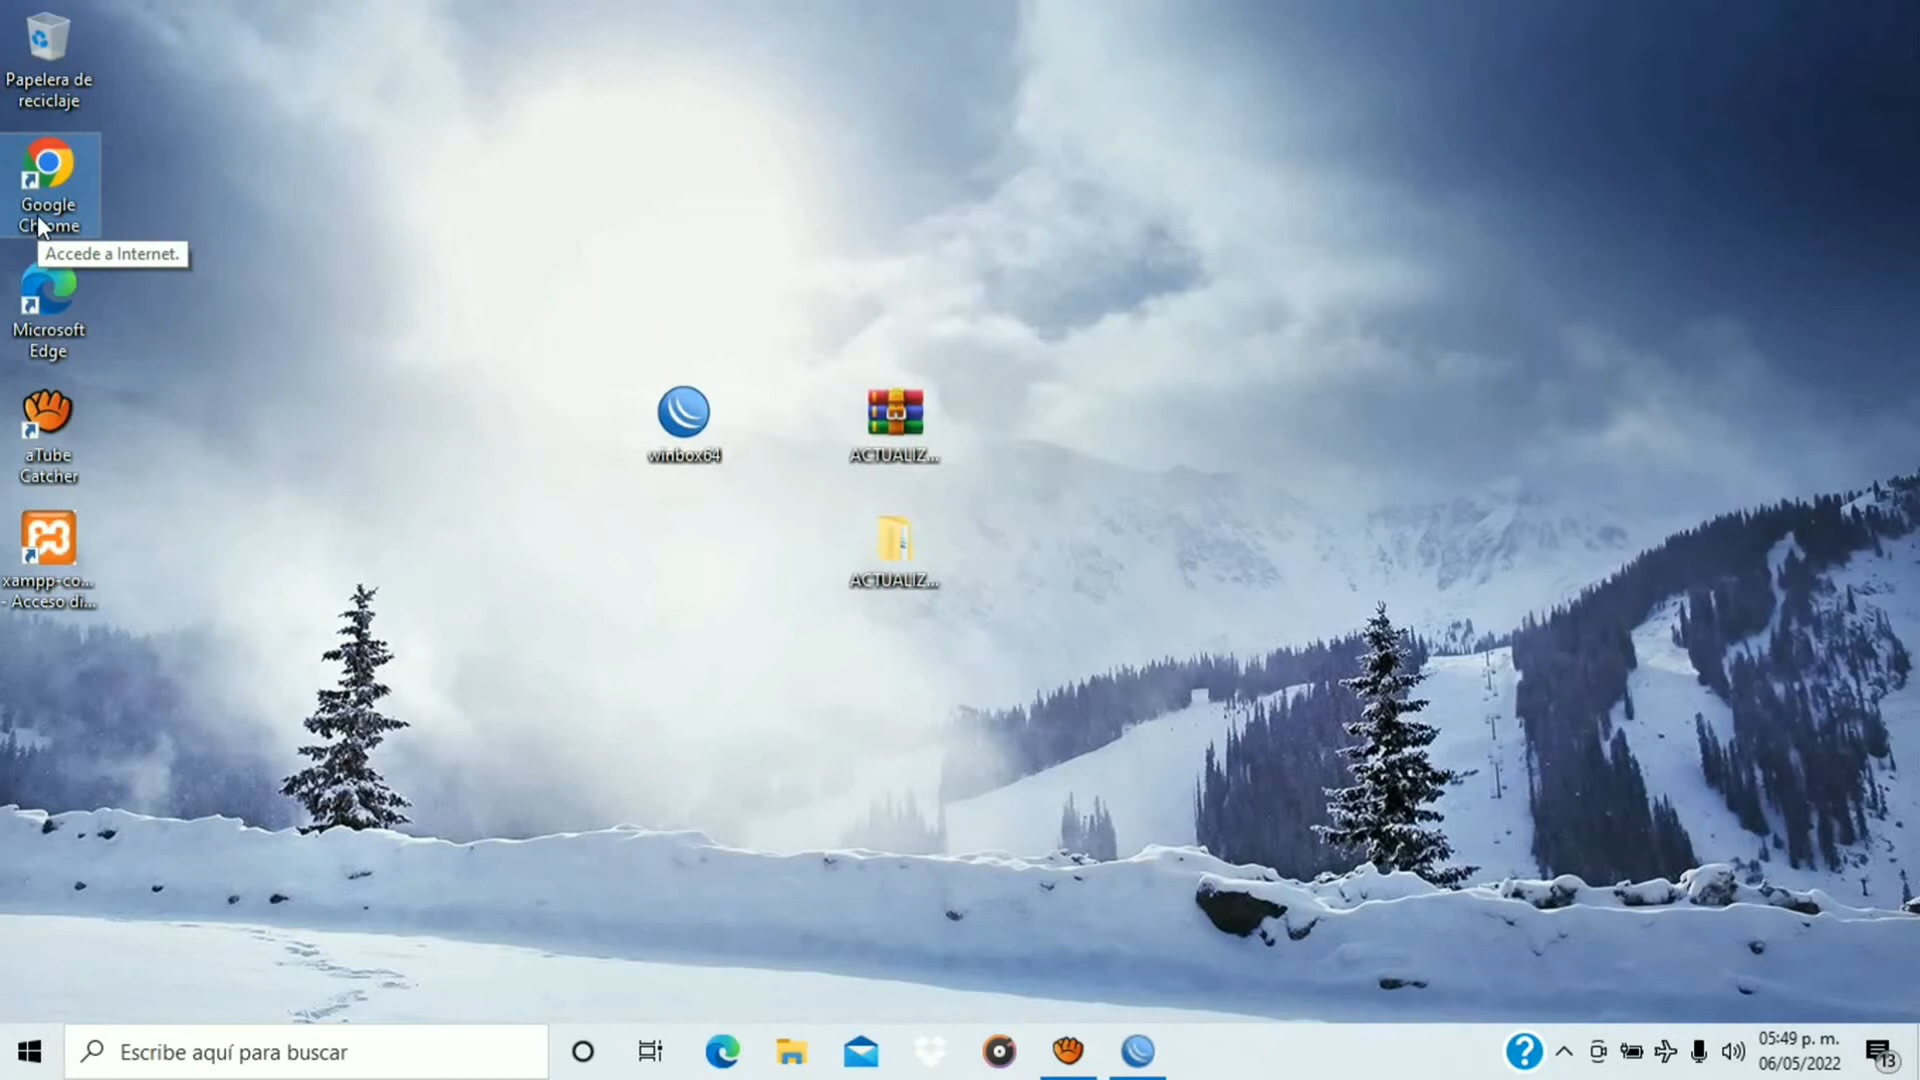 Papelera de
reciclaje
Google
Chrome
Accede a Internet.
Microsoft
Edge
aTube
Catcher
xampp-co...
- Acceso di...
winbox64
ACTUALIZ...
ACTUALIZ...
Escribe aquí para buscar
?
05:49 p. m.
06/05/2022
13